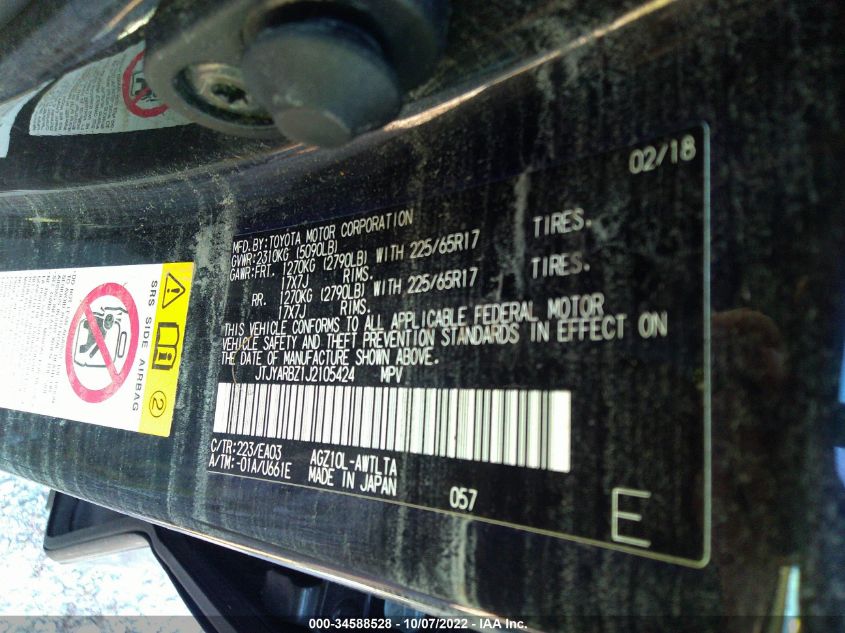 02/18
MFD. BY: TOYOTA MOTOR CORPORATION
GVWR: 2310KG (5090LB)
GAWR: FRT. 1270KG (2790LB) WITH 225/65R17 TIRES.
17X7J RIMS.
RR. 1270KG (2790LB) WITH 225/65R17 TIRES.
17X7J RIMS.
THIS VEHICLE CONFORMS TO ALL APPLICABLE FEDERAL MOTOR
VEHICLE SAFETY AND THEFT PREVENTION STANDARDS IN EFFECT ON
THE DATE OF MANUFACTURE SHOWN ABOVE.
JTJYARBZ1J2105424 MPV
C/TR: 223/EA03 AGZ10L-AWTLTA
A/TM: -01A/U661E MADE IN JAPAN
057
E
SRS SIDE AIRBAG
2
000-34588528 - 10/07/2022 - IAA Inc.